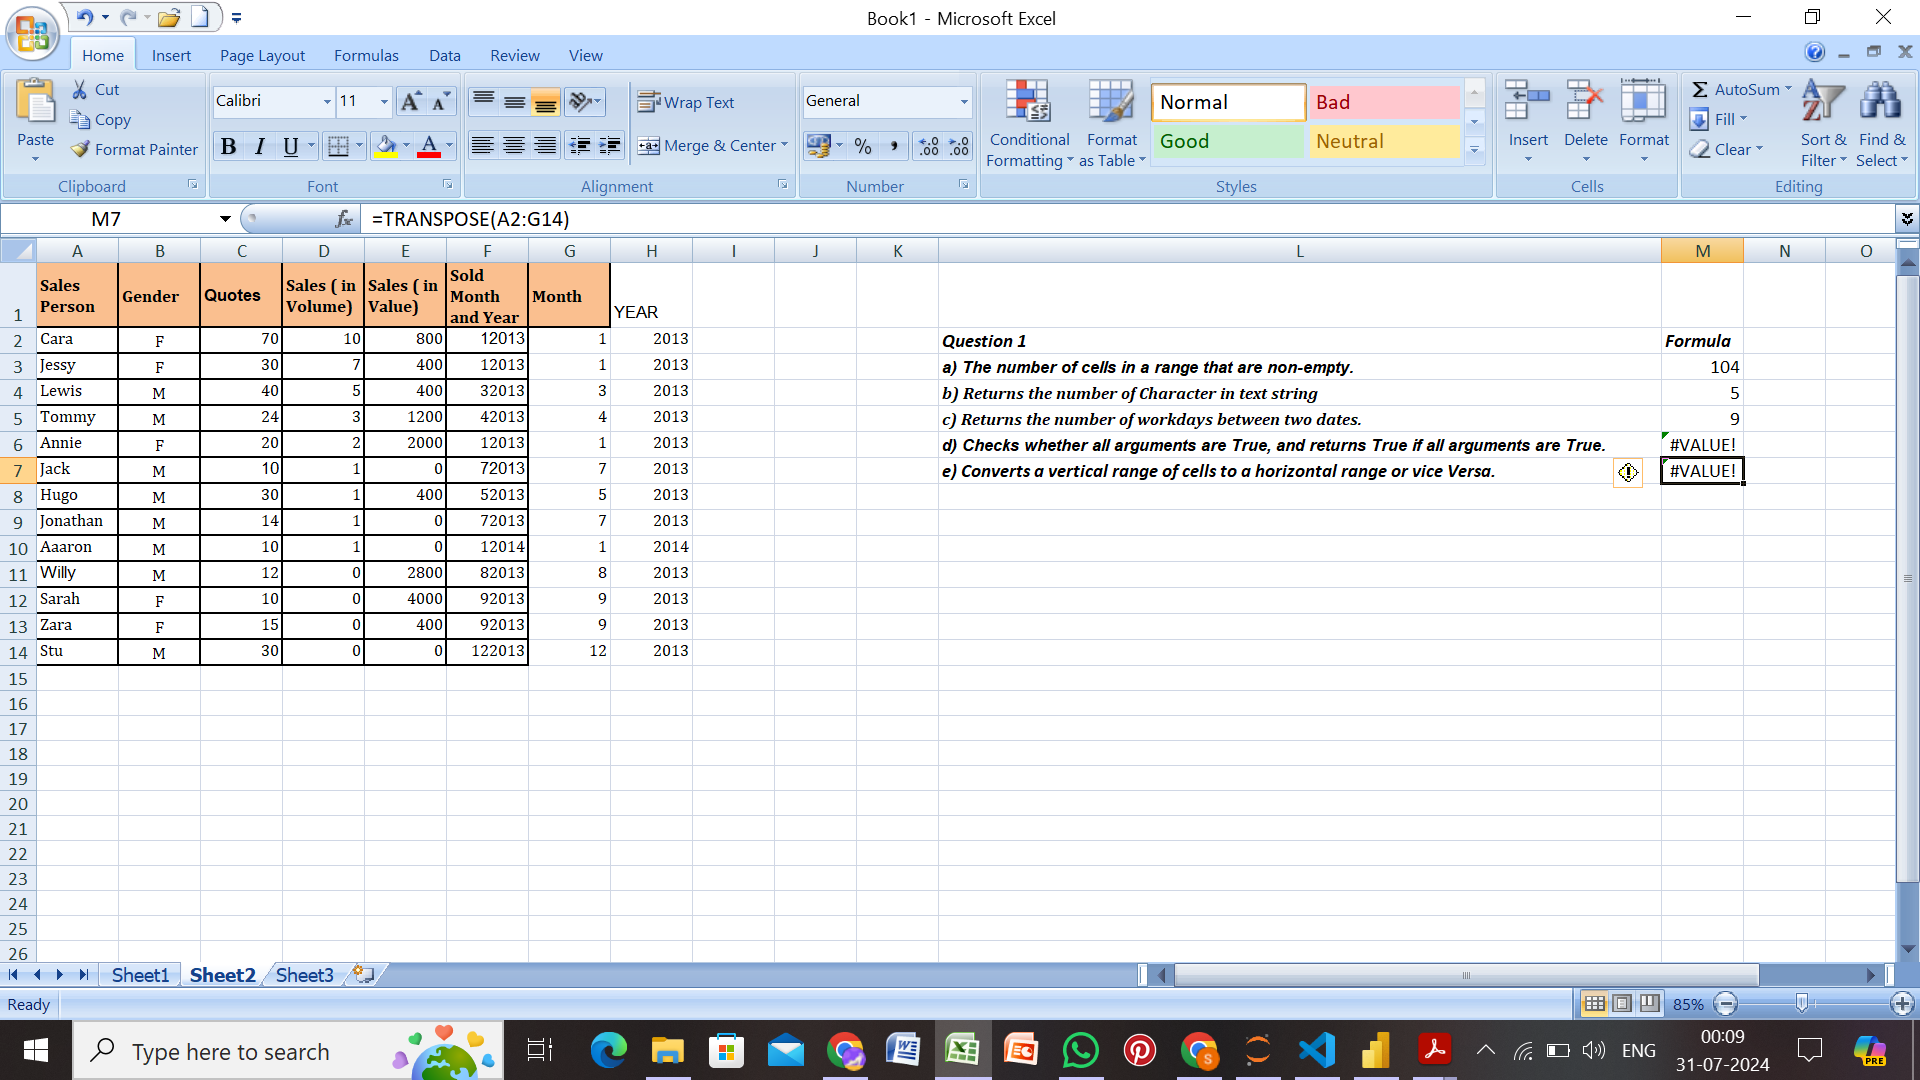 Book1 - Microsoft Excel
Home Insert Page Layout Formulas Data Review View
Paste
Cut
Copy
Format Painter
Clipboard
Calibri 11
B I U
Font
Wrap Text
Merge & Center
Alignment
General
Number
Conditional Formatting
Format as Table
Normal Bad
Good Neutral
Styles
Insert Delete Format
Cells
AutoSum
Fill
Clear
Sort & Filter
Find & Select
Editing
M7 fx =TRANSPOSE(A2:G14)
A B C D E F G H I J K L M N O
1 Sales Person Gender Quotes Sales ( in Volume) Sales ( in Value) Sold Month and Year Month YEAR
2 Cara F 70 10 800 12013 1 2013 Question 1 Formula
3 Jessy F 30 7 400 12013 1 2013 a) The number of cells in a range that are non-empty. 104
4 Lewis M 40 5 400 32013 3 2013 b) Returns the number of Character in text string 5
5 Tommy M 24 3 1200 42013 4 2013 c) Returns the number of workdays between two dates. 9
6 Annie F 20 2 2000 12013 1 2013 d) Checks whether all arguments are True, and returns True if all arguments are True. #VALUE!
7 Jack M 10 1 0 72013 7 2013 e) Converts a vertical range of cells to a horizontal range or vice Versa. #VALUE!
8 Hugo M 30 1 400 52013 5 2013
9 Jonathan M 14 1 0 72013 7 2013
10 Aaaron M 10 1 0 12014 1 2014
11 Willy M 12 0 2800 82013 8 2013
12 Sarah F 10 0 4000 92013 9 2013
13 Zara F 15 0 400 92013 9 2013
14 Stu M 30 0 0 122013 12 2013
15
16
17
18
19
20
21
22
23
24
25
26
Sheet1 Sheet2 Sheet3
Ready 85%
Type here to search
ENG
00:09
31-07-2024
PRE